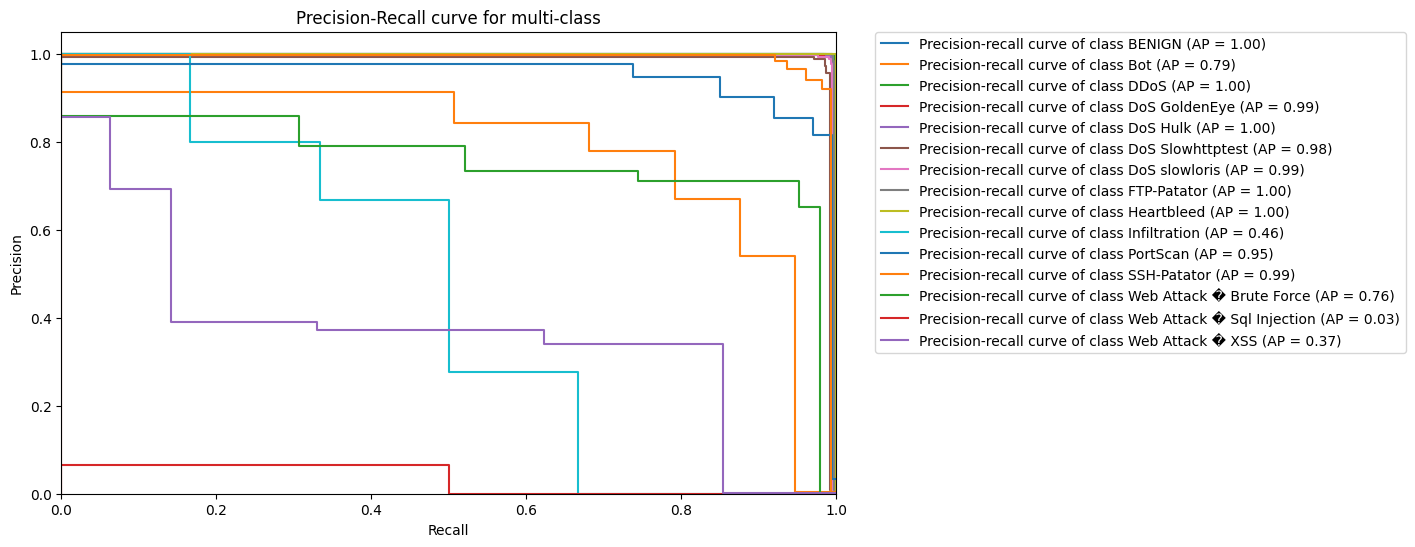 Precision-Recall curve for multi-class
1.0
0.8
0.6
0.4
0.2
0.0
Precision
0.0 0.2 0.4 0.6 0.8 1.0
Recall
Precision-recall curve of class BENIGN (AP = 1.00)
Precision-recall curve of class Bot (AP = 0.79)
Precision-recall curve of class DDoS (AP = 1.00)
Precision-recall curve of class DoS GoldenEye (AP = 0.99)
Precision-recall curve of class DoS Hulk (AP = 1.00)
Precision-recall curve of class DoS Slowhttptest (AP = 0.98)
Precision-recall curve of class DoS slowloris (AP = 0.99)
Precision-recall curve of class FTP-Patator (AP = 1.00)
Precision-recall curve of class Heartbleed (AP = 1.00)
Precision-recall curve of class Infiltration (AP = 0.46)
Precision-recall curve of class PortScan (AP = 0.95)
Precision-recall curve of class SSH-Patator (AP = 0.99)
Precision-recall curve of class Web Attack � Brute Force (AP = 0.76)
Precision-recall curve of class Web Attack � Sql Injection (AP = 0.03)
Precision-recall curve of class Web Attack � XSS (AP = 0.37)